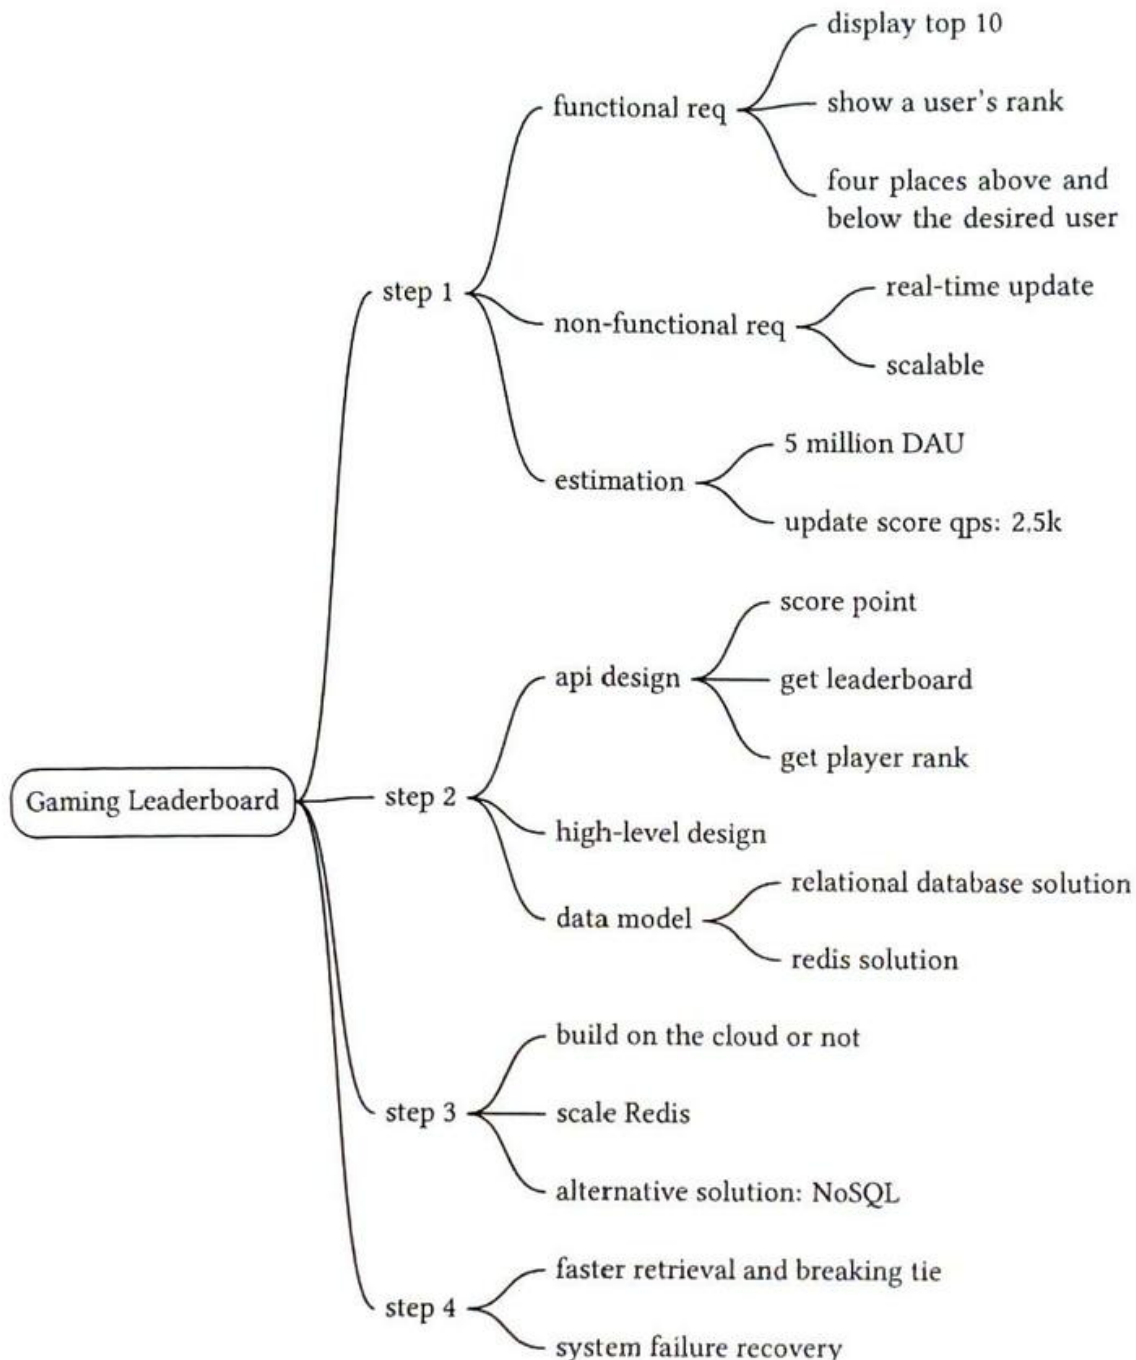 display top 10
functional req
show a user's rank
four places above and
below the desired user
step 1
real-time update
non-functional req
scalable
5 million DAU
estimation
update score qps: 2.5k
score point
api design
get leaderboard
get player rank
Gaming Leaderboard
step 2
high-level design
relational database solution
data model
redis solution
build on the cloud or not
step 3
scale Redis
alternative solution: NoSQL
faster retrieval and breaking tie
step 4
system failure recovery